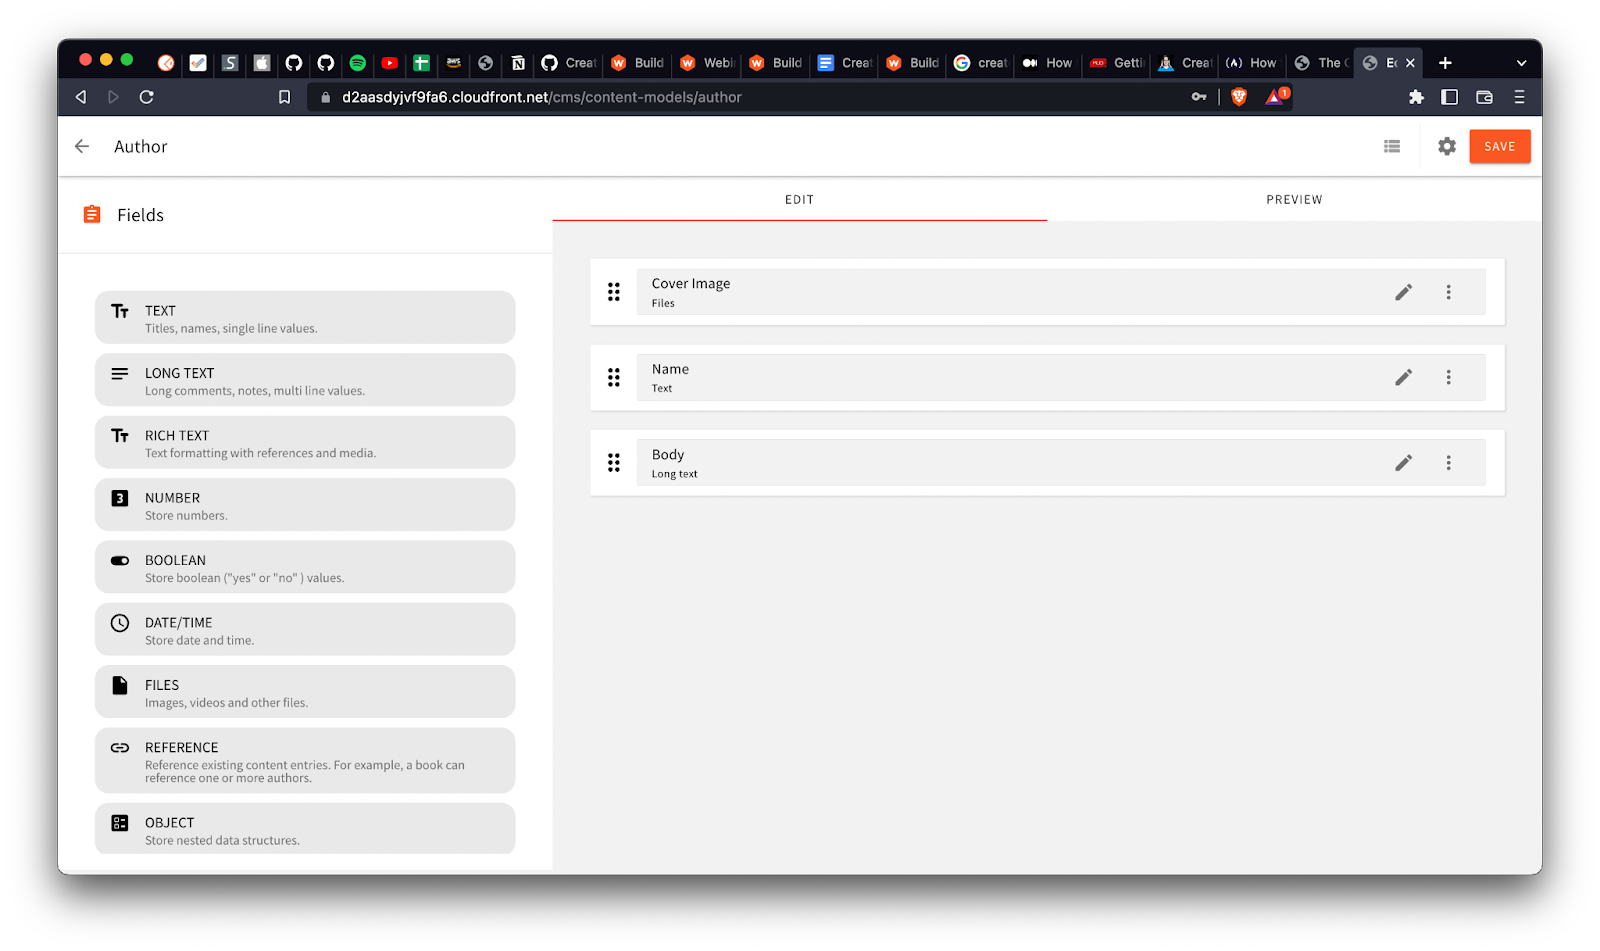 Creat
Build
Webi
Build
Creat
Build
creat
How
Getti
Creat
How
The
d2aasdyjvf9fa6.cloudfront.net/cms/content-models/author
1
Author
SAVE
Fields
EDIT
PREVIEW
TEXT
Titles, names, single line values.
LONG TEXT
Long comments, notes, multi line values.
RICH TEXT
Text formatting with references and media.
NUMBER
Store numbers.
BOOLEAN
Store boolean ("yes" or "no" ) values.
DATE/TIME
Store date and time.
FILES
Images, videos and other files.
REFERENCE
Reference existing content entries. For example, a book can
reference one or more authors.
OBJECT
Store nested data structures.
Cover Image
Files
Name
Text
Body
Long text